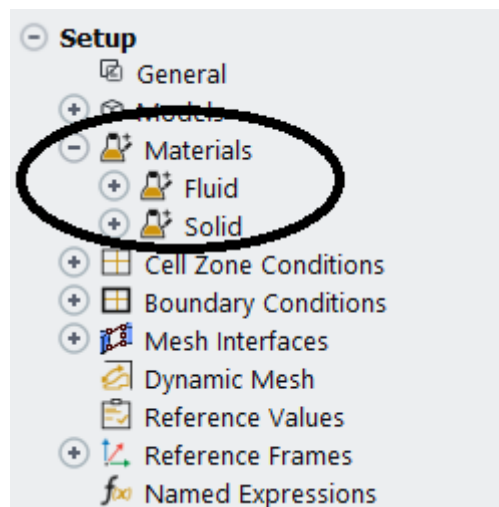 Setup
General
Models
Materials
Fluid
Solid
Cell Zone Conditions
Boundary Conditions
Mesh Interfaces
Dynamic Mesh
Reference Values
Reference Frames
f(x) Named Expressions